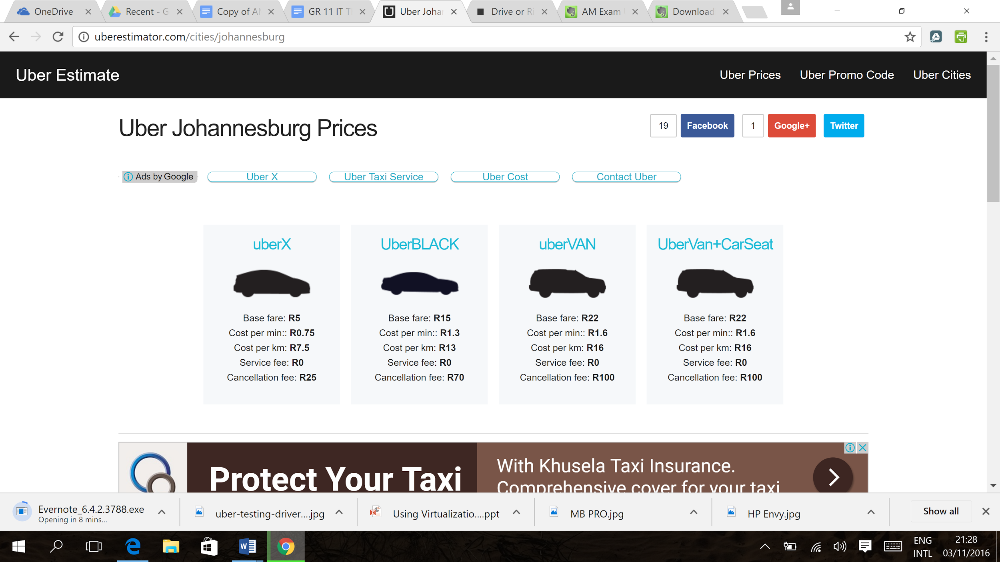 OneDrive
Recent - G
Copy of A
GR 11 IT T
Uber Johar
Drive or Ri
AM Exam
Download
uberestimator.com/cities/johannesburg
Uber Estimate
Uber Prices
Uber Promo Code
Uber Cities
Uber Johannesburg Prices
19
Facebook
1
Google+
Twitter
Ads by Google
Uber X
Uber Taxi Service
Uber Cost
Contact Uber
uberX
Base fare: R5
Cost per min:: R0.75
Cost per km: R7.5
Service fee: R0
Cancellation fee: R25
UberBLACK
Base fare: R15
Cost per min:: R1.3
Cost per km: R13
Service fee: R0
Cancellation fee: R70
uberVAN
Base fare: R22
Cost per min:: R1.6
Cost per km: R16
Service fee: R0
Cancellation fee: R100
UberVan+CarSeat
Base fare: R22
Cost per min:: R1.6
Cost per km: R16
Service fee: R0
Cancellation fee: R100
Protect Your Taxi
With Khusela Taxi Insurance.
Comprehensive cover for your taxi
Evernote_6.4.2.3788.exe
Opening in 8 mins...
uber-testing-driver....jpg
Using Virtualizatio....ppt
MB PRO.jpg
HP Envy.jpg
Show all
ENG
INTL
21:28
03/11/2016